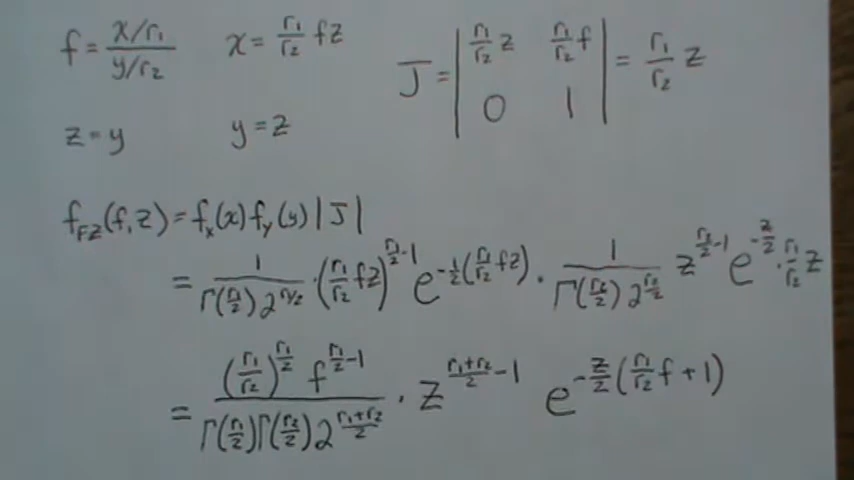 f = (x/r₁)/(y/r₂)    x = (r₁/r₂) fz    J = | (r₁/r₂)z  (r₁/r₂)f ; 0  1 | = (r₁/r₂) z
z = y    y = z
f_FZ(f,z) = f_x(x) f_y(y) |J|
= 1/(Γ(r₁/2) 2^(r₁/2)) · ((r₁/r₂) fz)^(r₁/2 - 1) e^(-½((r₁/r₂) fz)) · 1/(Γ(r₂/2) 2^(r₂/2)) z^(r₂/2 - 1) e^(-z/2) · (r₁/r₂) z
= ((r₁/r₂)^(r₁/2) f^(r₁/2 - 1))/(Γ(r₁/2)Γ(r₂/2) 2^((r₁+r₂)/2)) · z^((r₁+r₂)/2 - 1) e^(-(z/2)((r₁/r₂) f + 1))